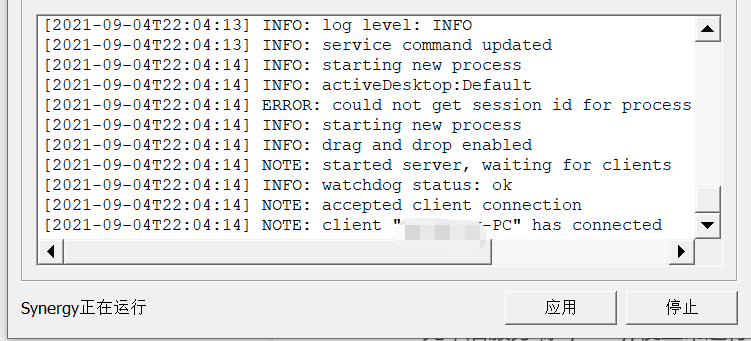 [2021-09-04T22:04:13] INFO: log level: INFO
[2021-09-04T22:04:13] INFO: service command updated
[2021-09-04T22:04:14] INFO: starting new process
[2021-09-04T22:04:14] INFO: activeDesktop:Default
[2021-09-04T22:04:14] ERROR: could not get session id for process
[2021-09-04T22:04:14] INFO: starting new process
[2021-09-04T22:04:14] INFO: drag and drop enabled
[2021-09-04T22:04:14] NOTE: started server, waiting for clients
[2021-09-04T22:04:14] INFO: watchdog status: ok
[2021-09-04T22:04:14] NOTE: accepted client connection
[2021-09-04T22:04:14] NOTE: client "-PC" has connected
Synergy正在运行
应用
停止